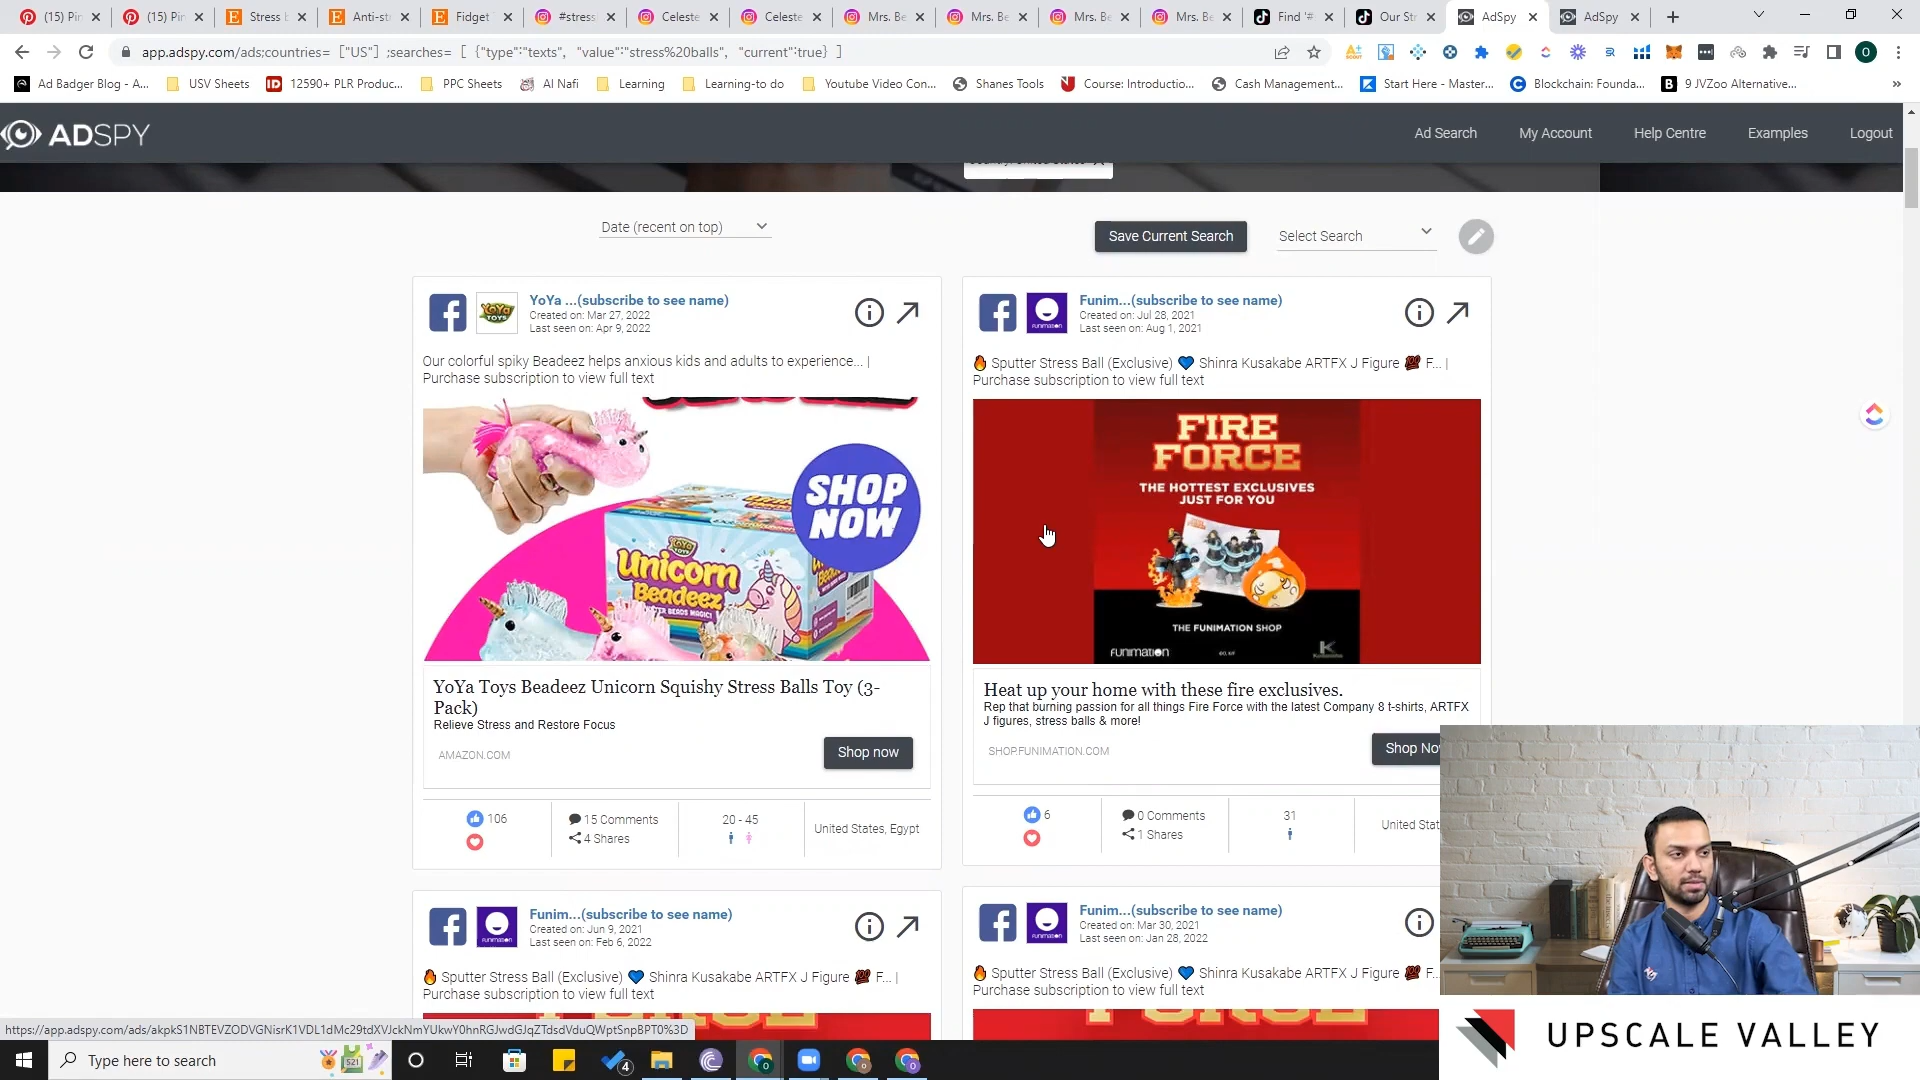 (15) Pin
(15) Pin
Stress b
Anti-str
Fidget
#stress
Celeste
Celeste
Mrs. Be
Mrs. Be
Mrs. Be
Mrs. Be
Find '#
Our Str
AdSpy
AdSpy
app.adspy.com/ads;countries= ["US"] ;searches= [ {"type":"texts", "value":"stress%20balls", "current":true} ]
Ad Badger Blog - A...
USV Sheets
12590+ PLR Produc...
PPC Sheets
Al Nafi
Learning
Learning-to do
Youtube Video Con...
Shanes Tools
Course: Introductio...
Cash Management...
Start Here - Master...
Blockchain: Founda...
9 JVZoo Alternative...
ADSPY
Ad Search
My Account
Help Centre
Examples
Logout
Date (recent on top)
Save Current Search
Select Search
YoYa ...(subscribe to see name)
Created on: Mar 27, 2022
Last seen on: Apr 9, 2022
Our colorful spiky Beadeez helps anxious kids and adults to experience... |
Purchase subscription to view full text
SHOP
NOW
YoYa
TOYS
Unicorn
Beadeez
YoYa Toys Beadeez Unicorn Squishy Stress Balls Toy (3-
Pack)
Relieve Stress and Restore Focus
AMAZON.COM
Shop now
106
15 Comments
4 Shares
20 - 45
United States, Egypt
Funim...(subscribe to see name)
Created on: Jul 28, 2021
Last seen on: Aug 1, 2021
🔥 Sputter Stress Ball (Exclusive) 💙 Shinra Kusakabe ARTFX J Figure 💯 F... |
Purchase subscription to view full text
FIRE
FORCE
THE HOTTEST EXCLUSIVES
JUST FOR YOU
THE FUNIMATION SHOP
FUNIMATION
Heat up your home with these fire exclusives.
Rep that burning passion for all things Fire Force with the latest Company 8 t-shirts, ARTFX
J figures, stress balls & more!
SHOP.FUNIMATION.COM
Shop No
6
0 Comments
1 Shares
31
United Stat
Funim...(subscribe to see name)
Created on: Jun 9, 2021
Last seen on: Feb 6, 2022
🔥 Sputter Stress Ball (Exclusive) 💙 Shinra Kusakabe ARTFX J Figure 💯 F... |
Purchase subscription to view full text
Funim...(subscribe to see name)
Created on: Mar 30, 2021
Last seen on: Jan 28, 2022
🔥 Sputter Stress Ball (Exclusive) 💙 Shinra Kusakabe ARTFX J Figure 💯 F...
Purchase subscription to view full text
Type here to search
4
UPSCALE VALLEY